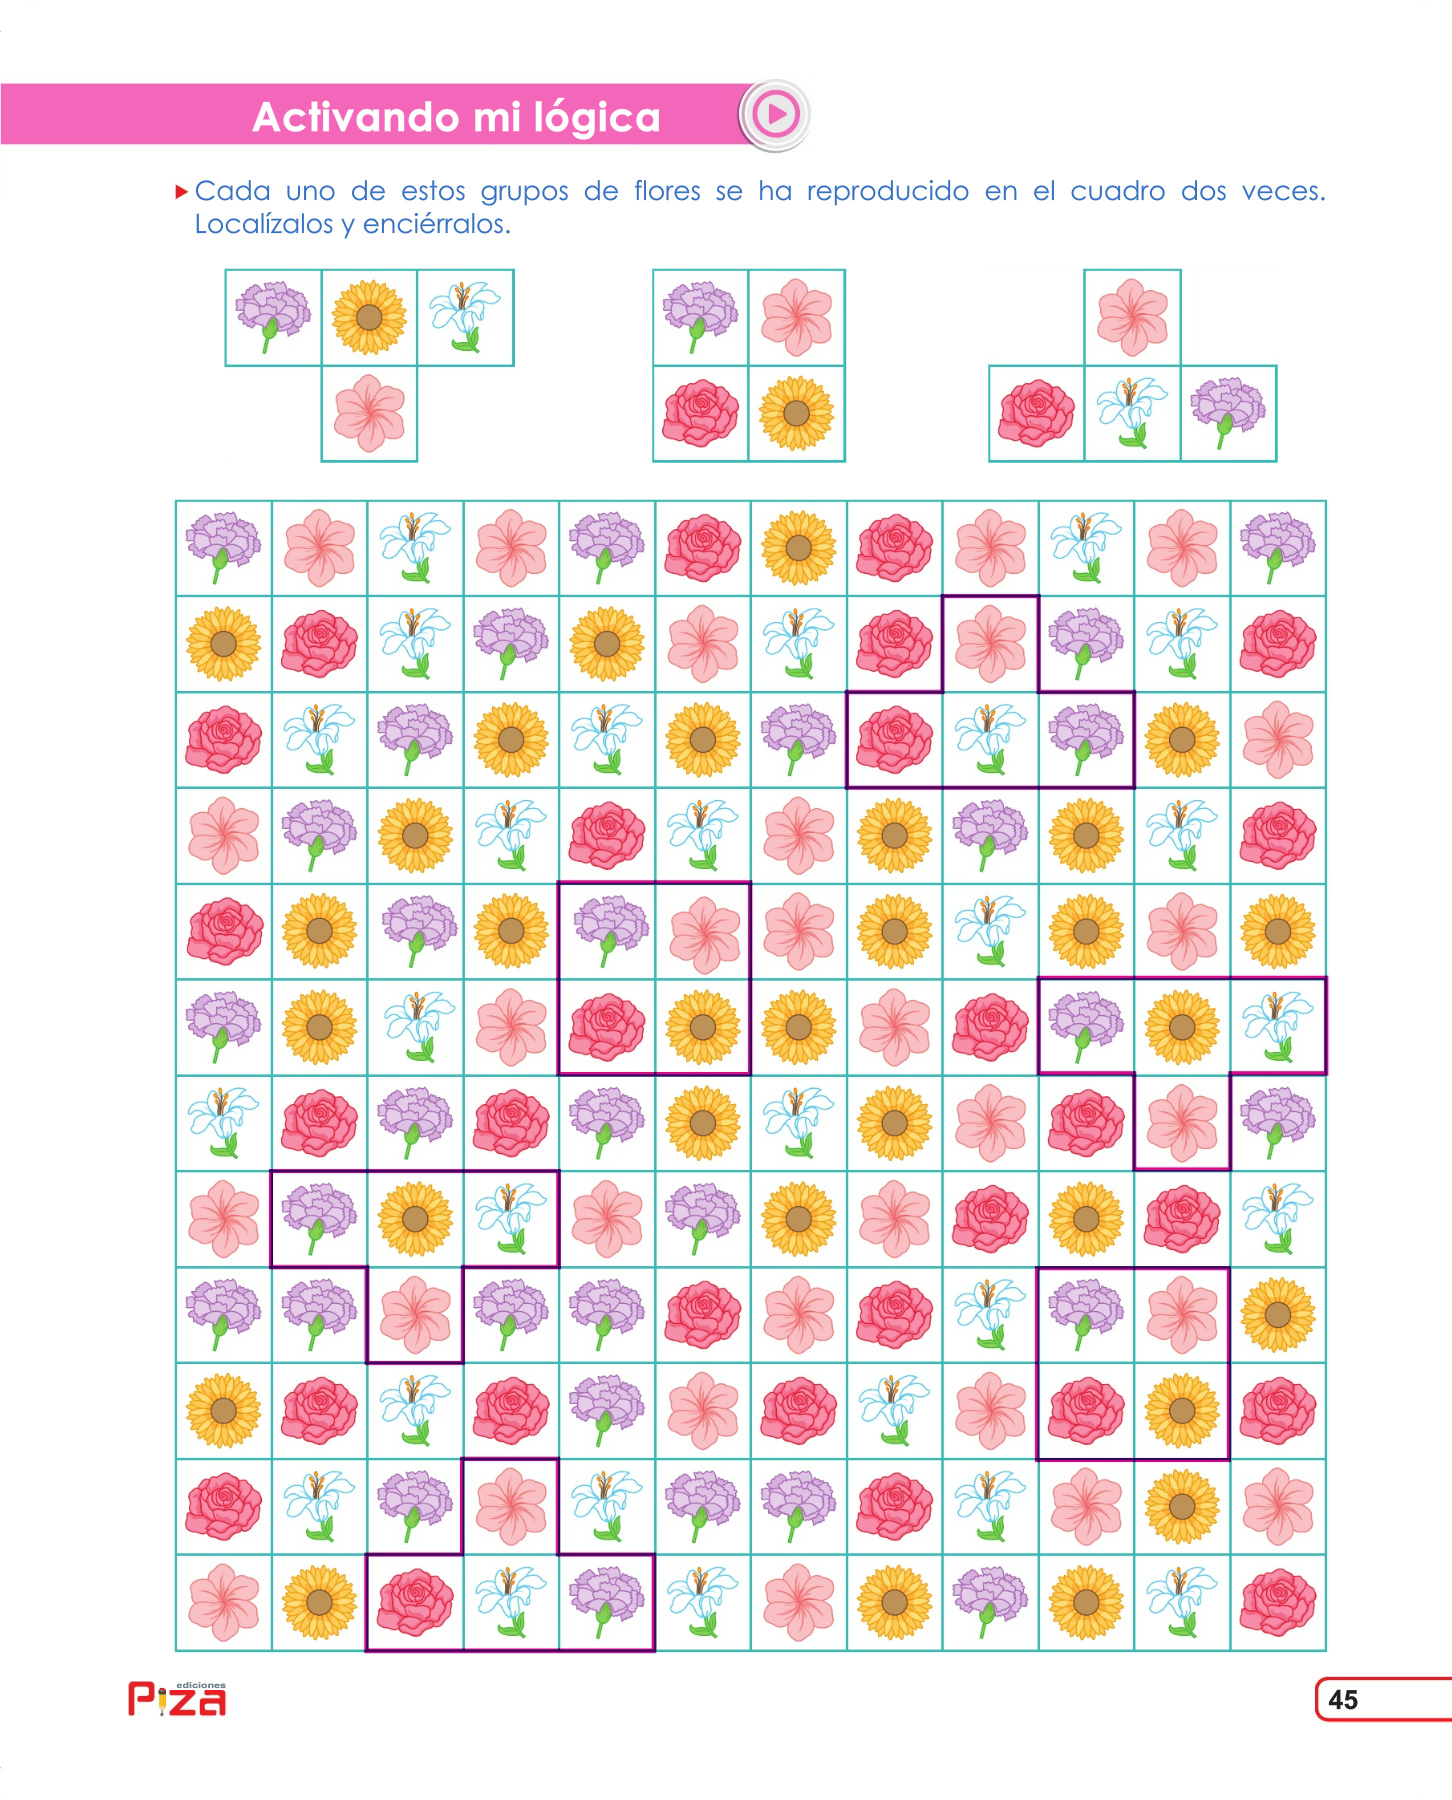 Activando mi lógica
Cada uno de estos grupos de flores se ha reproducido en el cuadro dos veces.
Localízalos y enciérralos.
ediciones
Piza
45